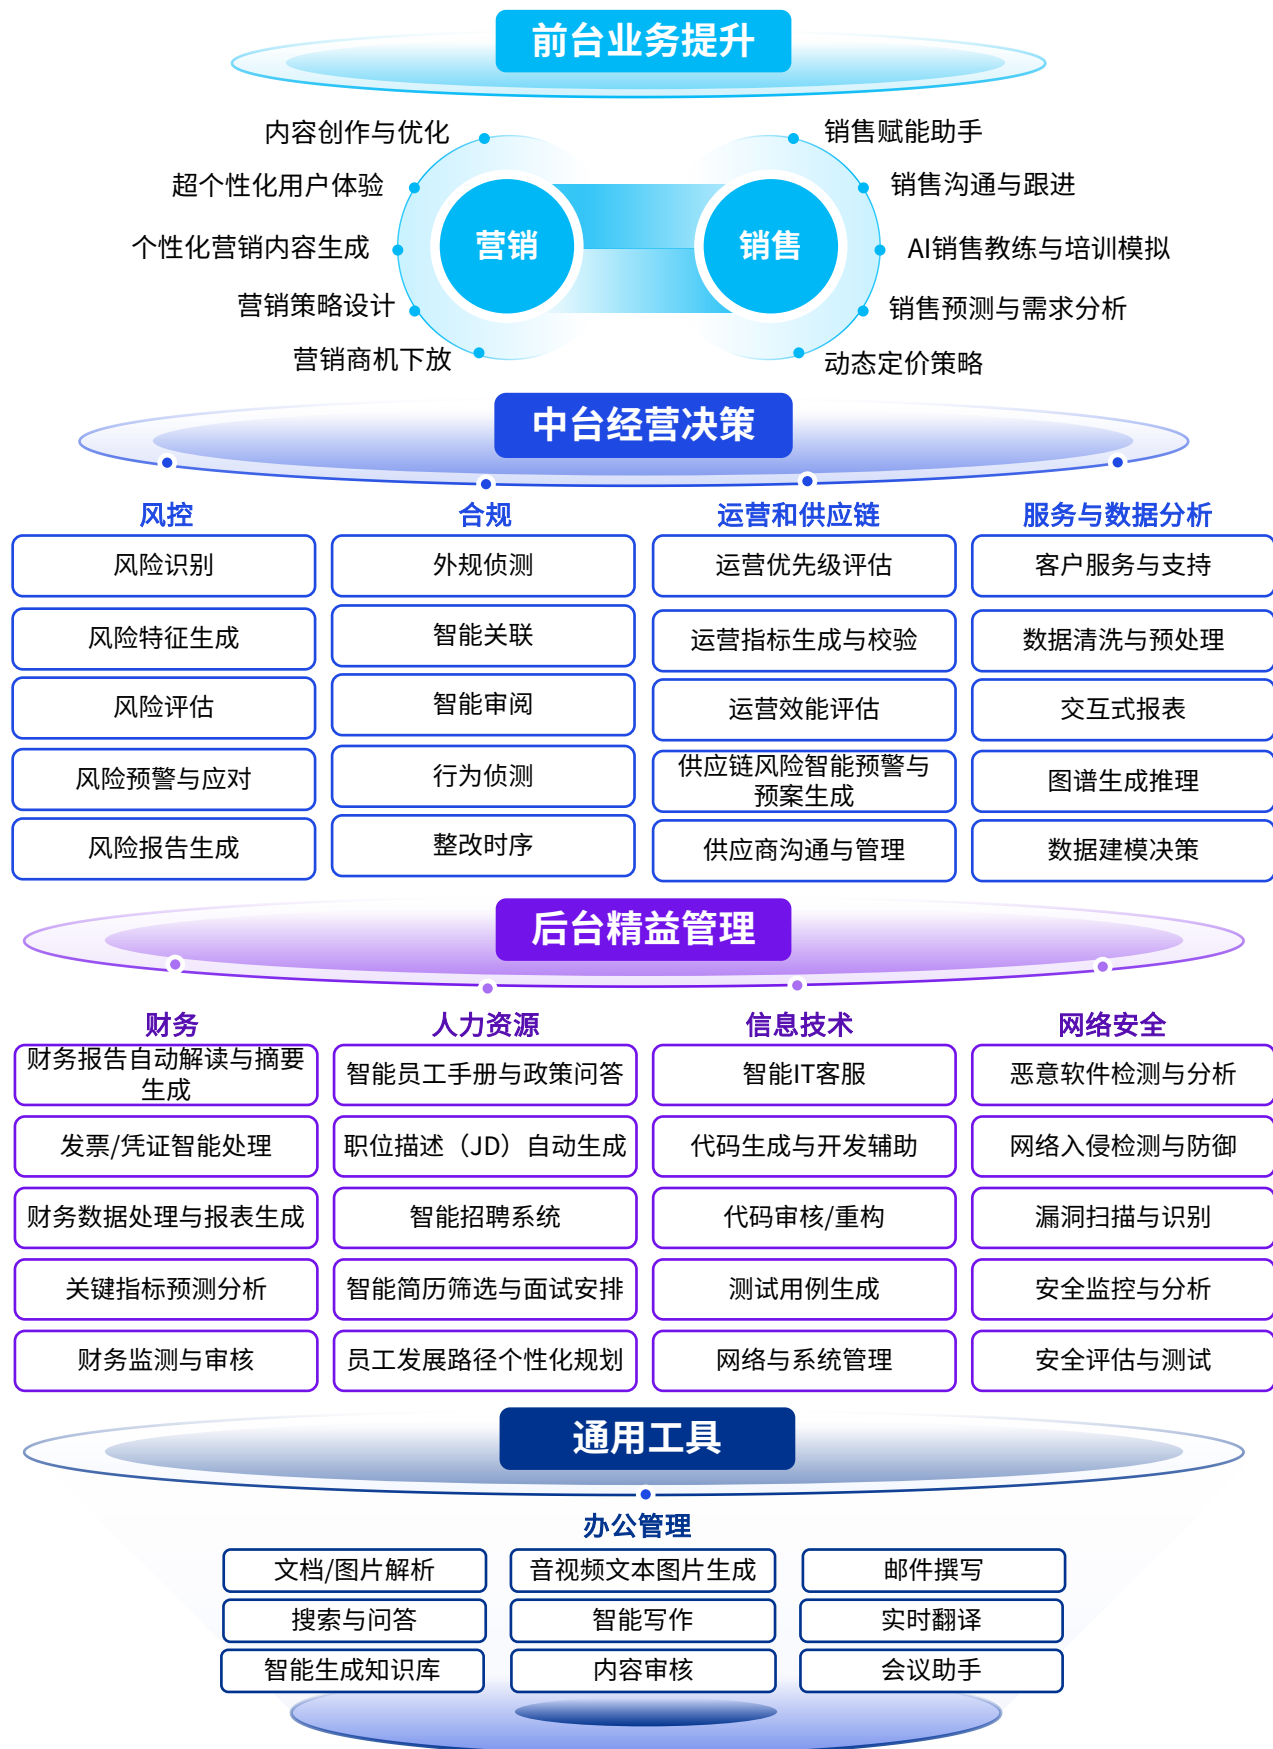 前台业务提升
内容创作与优化
超个性化用户体验
个性化营销内容生成
营销策略设计
营销商机下放
营销
销售
销售赋能助手
销售沟通与跟进
AI销售教练与培训模拟
销售预测与需求分析
动态定价策略
中台经营决策
风控
风险识别
风险特征生成
风险评估
风险预警与应对
风险报告生成
合规
外规侦测
智能关联
智能审阅
行为侦测
整改时序
运营和供应链
运营优先级评估
运营指标生成与校验
运营效能评估
供应链风险智能预警与
预案生成
供应商沟通与管理
服务与数据分析
客户服务与支持
数据清洗与预处理
交互式报表
图谱生成推理
数据建模决策
后台精益管理
财务
财务报告自动解读与摘要
生成
发票/凭证智能处理
财务数据处理与报表生成
关键指标预测分析
财务监测与审核
人力资源
智能员工手册与政策问答
职位描述（JD）自动生成
智能招聘系统
智能简历筛选与面试安排
员工发展路径个性化规划
信息技术
智能IT客服
代码生成与开发辅助
代码审核/重构
测试用例生成
网络与系统管理
网络安全
恶意软件检测与分析
网络入侵检测与防御
漏洞扫描与识别
安全监控与分析
安全评估与测试
通用工具
办公管理
文档/图片解析
音视频文本图片生成
邮件撰写
搜索与问答
智能写作
实时翻译
智能生成知识库
内容审核
会议助手